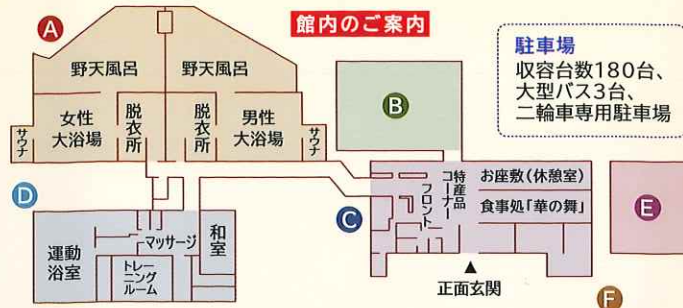 館内のご案内
A
野天風呂
野天風呂
女性
大浴場
脱衣所
脱衣所
男性
大浴場
サウナ
サウナ
駐車場
収容台数180台、
大型バス3台、
二輪車専用駐車場
B
D
C
フロント
特産品
コーナー
お座敷(休憩室)
食事処「華の舞」
E
運動
浴室
マッサージ
和室
トレー
ニング
ルーム
▲
正面玄関
F